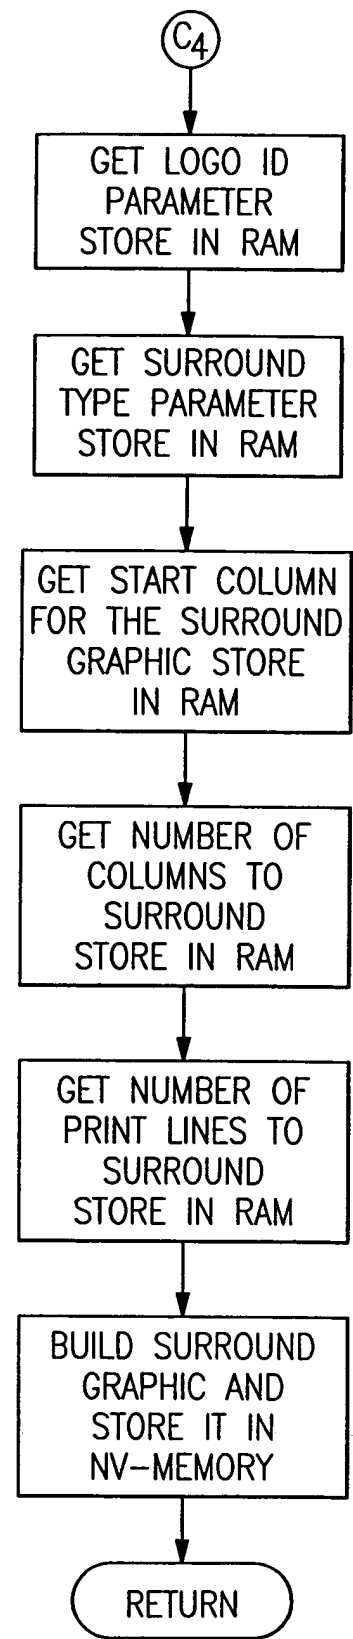 C4
GET LOGO ID
PARAMETER
STORE IN RAM
GET SURROUND
TYPE PARAMETER
STORE IN RAM
GET START COLUMN
FOR THE SURROUND
GRAPHIC STORE
IN RAM
GET NUMBER OF
COLUMNS TO
SURROUND
STORE IN RAM
GET NUMBER OF
PRINT LINES TO
SURROUND
STORE IN RAM
BUILD SURROUND
GRAPHIC AND
STORE IT IN
NV-MEMORY
RETURN